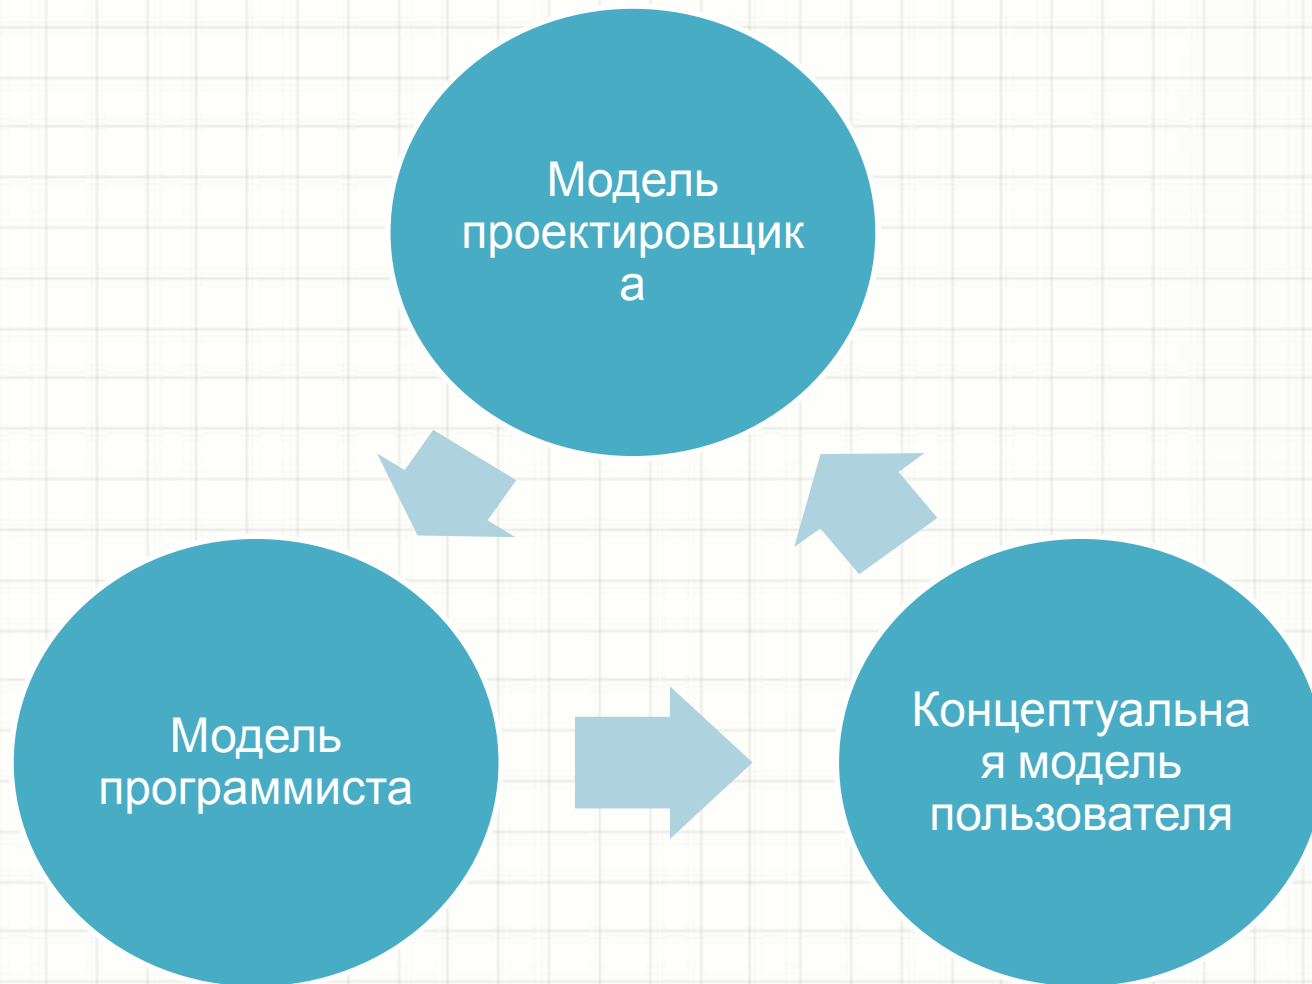 Модель
проектировщик
а
Модель
программиста
Концептуальна
я модель
пользователя